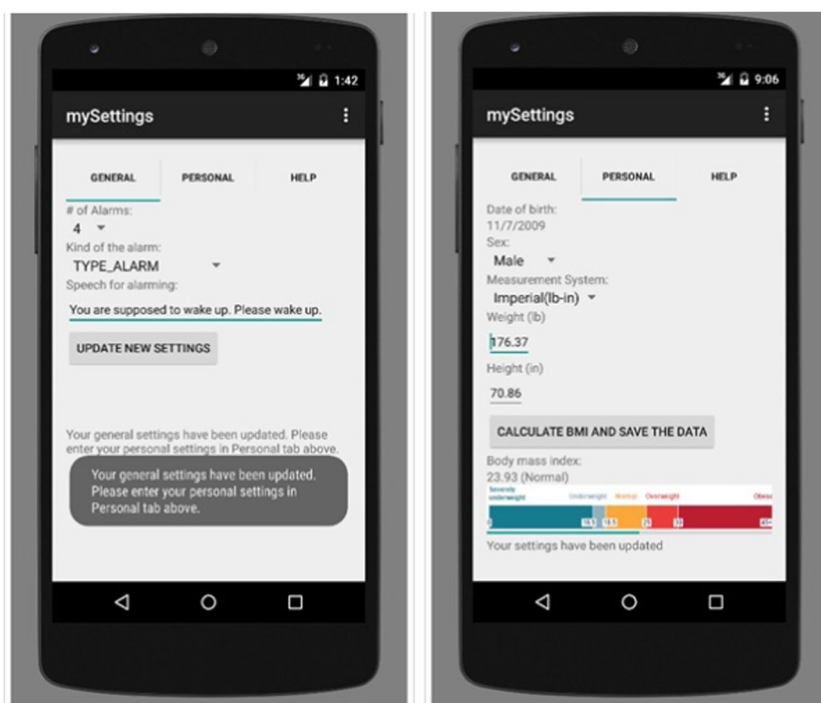 3G 1:42
mySettings
GENERAL PERSONAL HELP
# of Alarms:
4
Kind of the alarm:
TYPE_ALARM
Speech for alarming:
You are supposed to wake up. Please wake up.
UPDATE NEW SETTINGS
Your general settings have been updated. Please
enter your personal settings in Personal tab above.
Your general settings have been updated.
Please enter your personal settings in
Personal tab above.
3G 9:06
mySettings
GENERAL PERSONAL HELP
Date of birth:
11/7/2009
Sex:
Male
Measurement System:
Imperial(lb-in)
Weight (lb)
176.37
Height (in)
70.86
CALCULATE BMI AND SAVE THE DATA
Body mass index:
23.93 (Normal)
Severely
underweight Underweight Normal Overweight Obese
Your settings have been updated